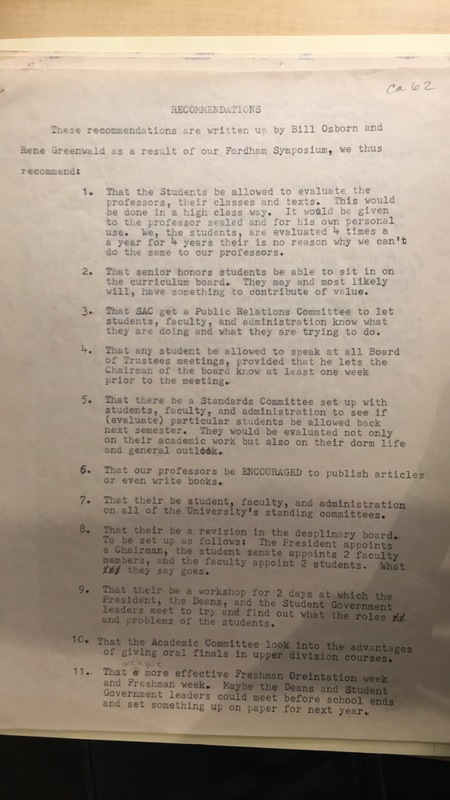 ca 62
RECOMMENDATIONS
These recommendations are written up by Bill Osborn and
Rene Greenwald as a result of our Fordham Symposium, we thus
recommend:
1. That the Students be allowed to evaluate the
professors, their classes and texts. This would
be done in a high class way. It would be given
to the professor sealed and for his own personal
use. We, the students, are evaluated 4 times a
a year for 4 years their is no reason why we can't
do the same to our professors.
2. That senior honors students be able to sit in on
the curriculum board. They may and most likely
will, have something to contribute of value.
3. That SAC get a Public Relations Committee to let
students, faculty, and administration know what
they are doing and what they are trying to do.
4. That any student be allowed to speak at all Board
of Trustees meetings, provided that he lets the
Chairman of the board know at least one week
prior to the meeting.
5. That there be a Standards Committee set up with
students, faculty, and administration to see if
(evaluate) particular students be allowed back
next semester. They would be evaluated not only
on their academic work but also on their dorm life
and general outlook.
6. That our professors be ENCOURAGED to publish articles
or even write books.
7. That their be student, faculty, and administration
on all of the University's standing committees.
8. That their be a revision in the desplinary board.
To be set up as follows: The President appoints
a Chairman, the student senate appoints 2 faculty
members, and the faculty appoint 2 students. What
they say goes.
9. That their be a workshop for 2 days at which the
President, the Deans, and the Student Government
leaders meet to try and find out what the roles
and problems of the students.
10. That the Academic Committee look into the advantages
of giving oral finals in upper division courses.
11. That a more effective Freshman Oreintation week
and Freshman week. Maybe the Deans and Student
Government leaders could meet before school ends
and set something up on paper for next year.